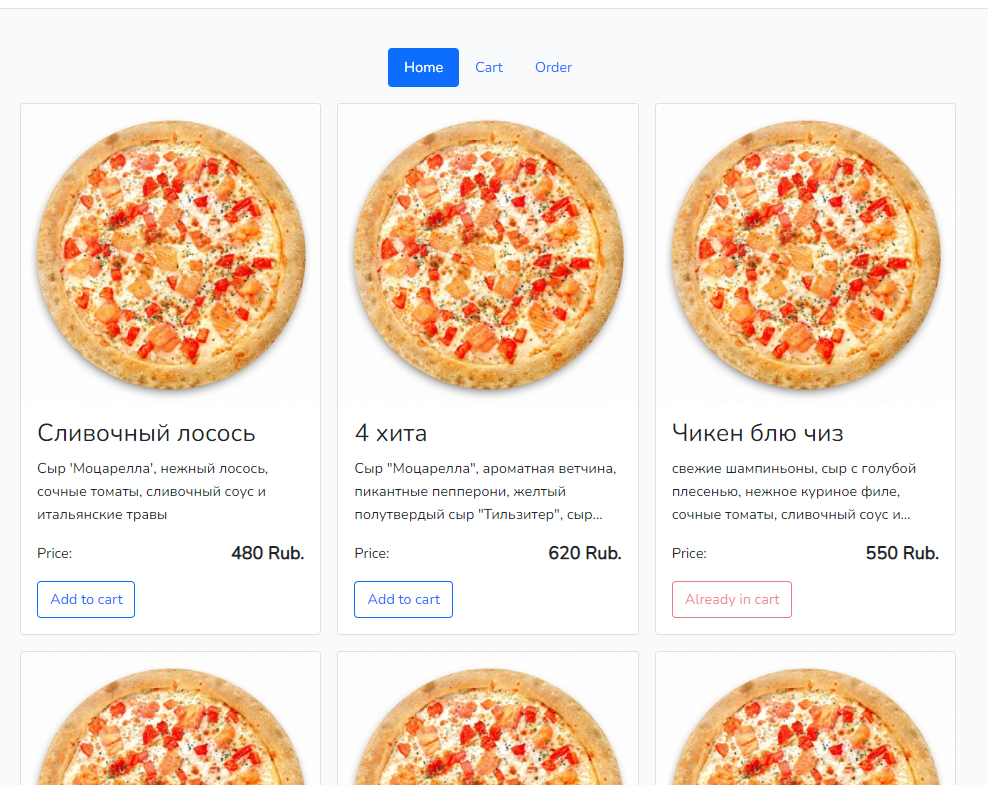 Home Cart Order
Сливочный лосось
Сыр 'Моцарелла', нежный лосось,
сочные томаты, сливочный соус и
итальянские травы
Price: 480 Rub.
Add to cart
4 хита
Сыр "Моцарелла", ароматная ветчина,
пикантные пепперони, желтый
полутвердый сыр "Тильзитер", сыр...
Price: 620 Rub.
Add to cart
Чикен блю чиз
свежие шампиньоны, сыр с голубой
плесенью, нежное куриное филе,
сочные томаты, сливочный соус и...
Price: 550 Rub.
Already in cart